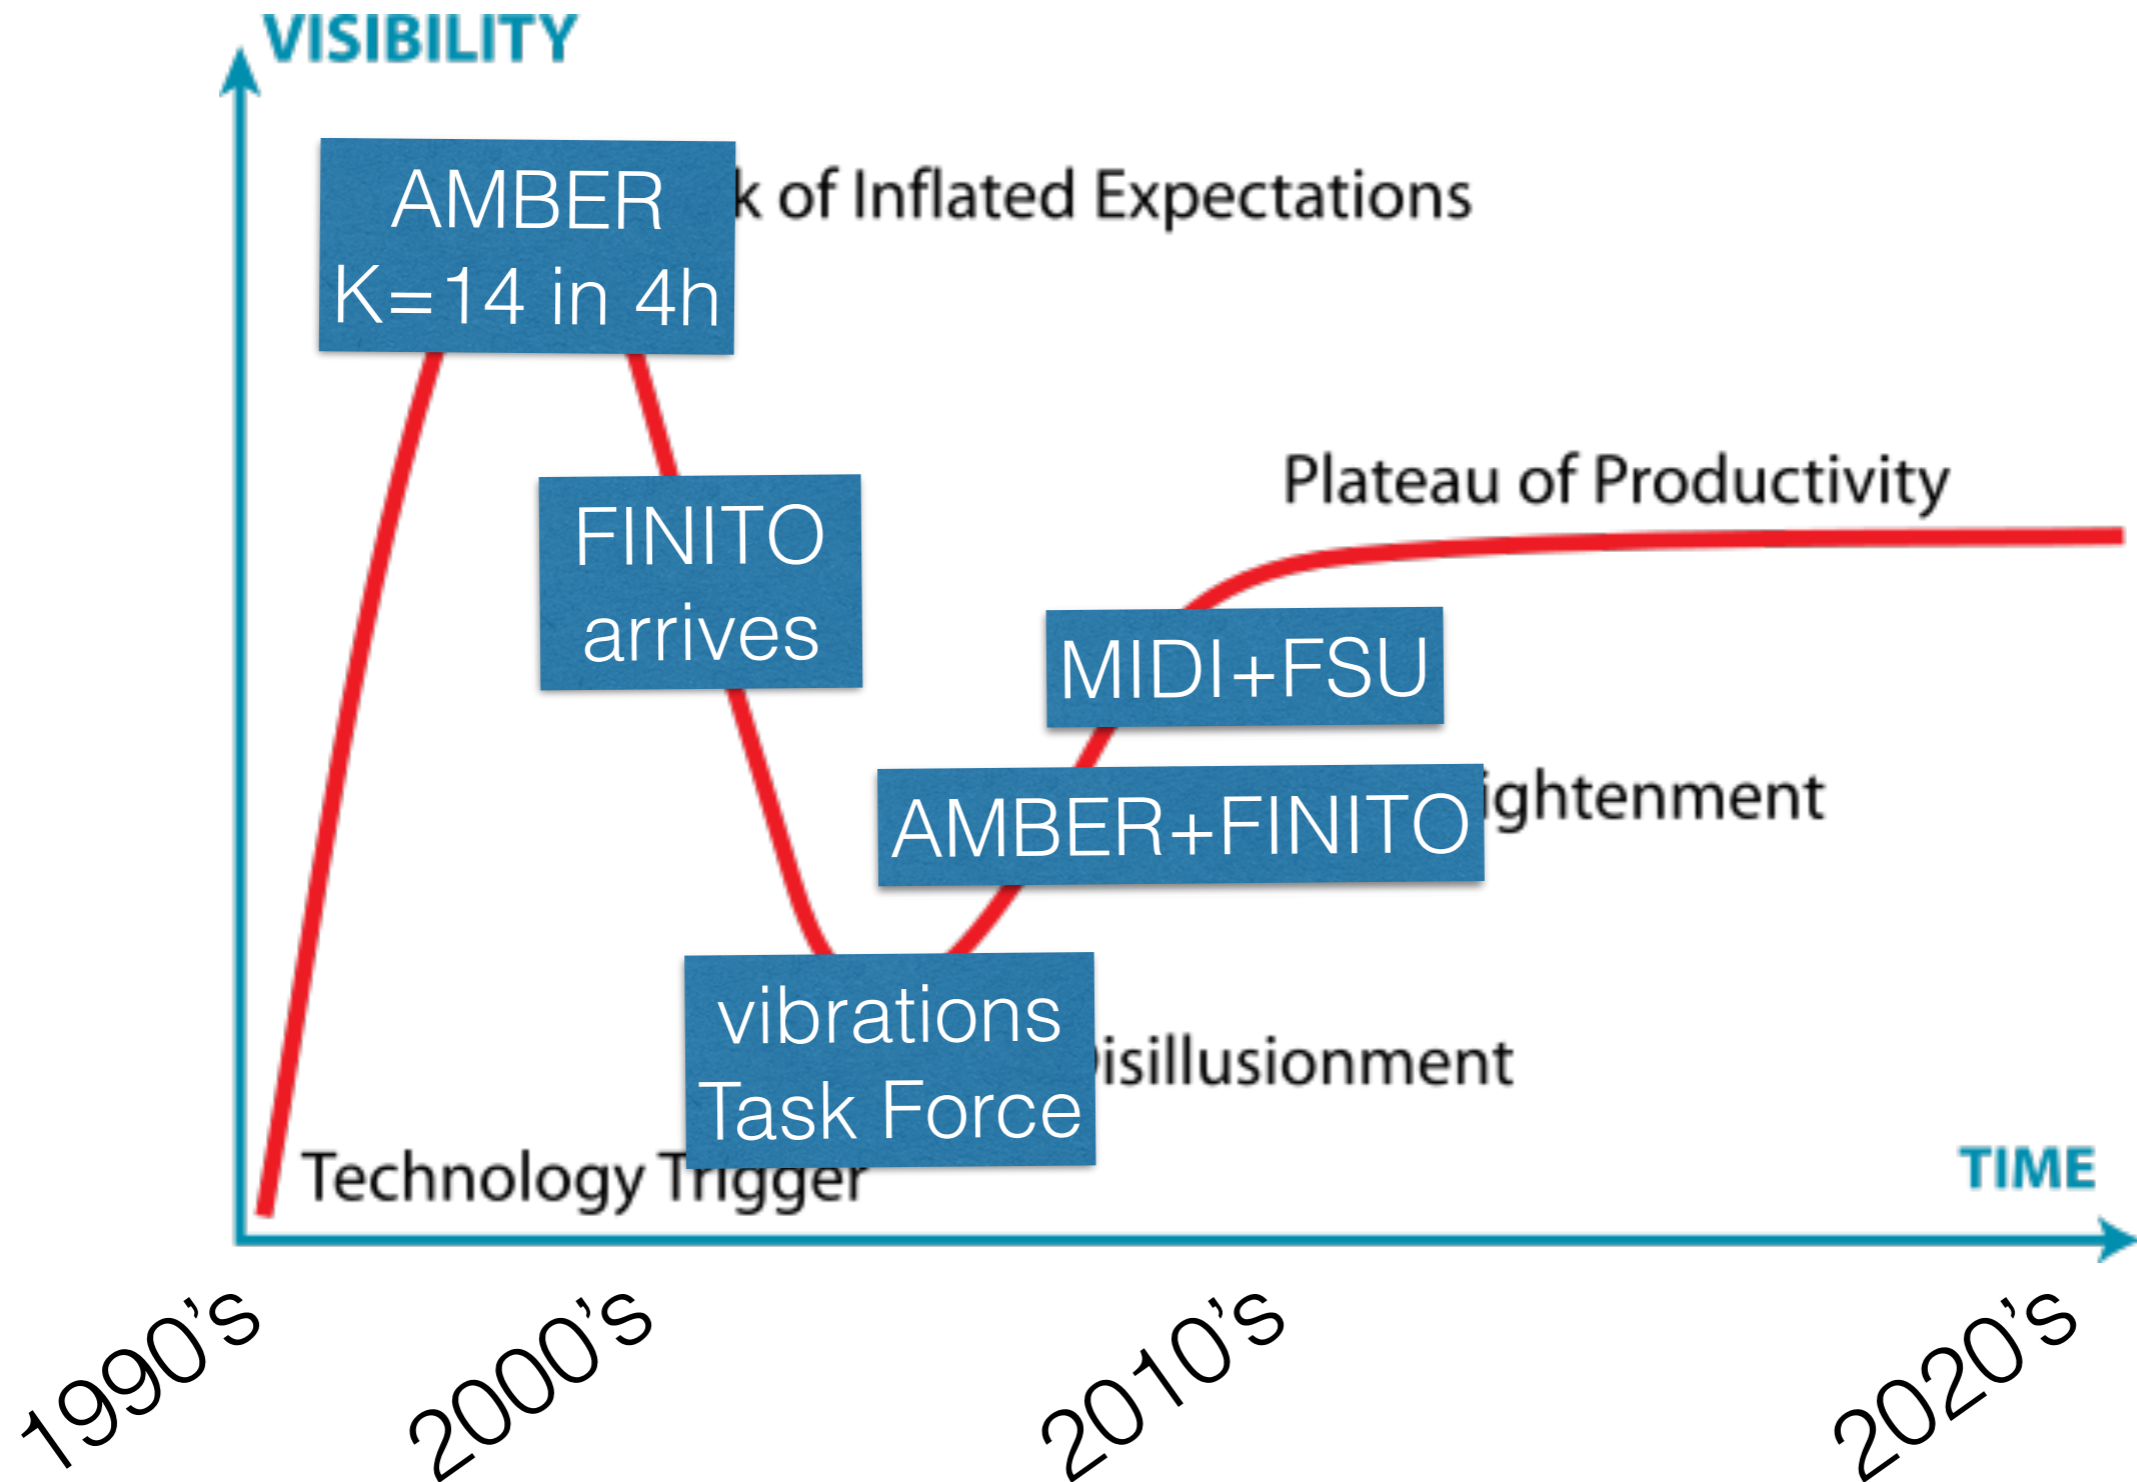 VISIBILITY
AMBER
K=14 in 4h
k of Inflated Expectations
FINITO
arrives
Plateau of Productivity
MIDI+FSU
AMBER+FINITO
ightenment
vibrations
Task Force
isillusionment
Technology Trigger
TIME
1990's
2000's
2010's
2020's